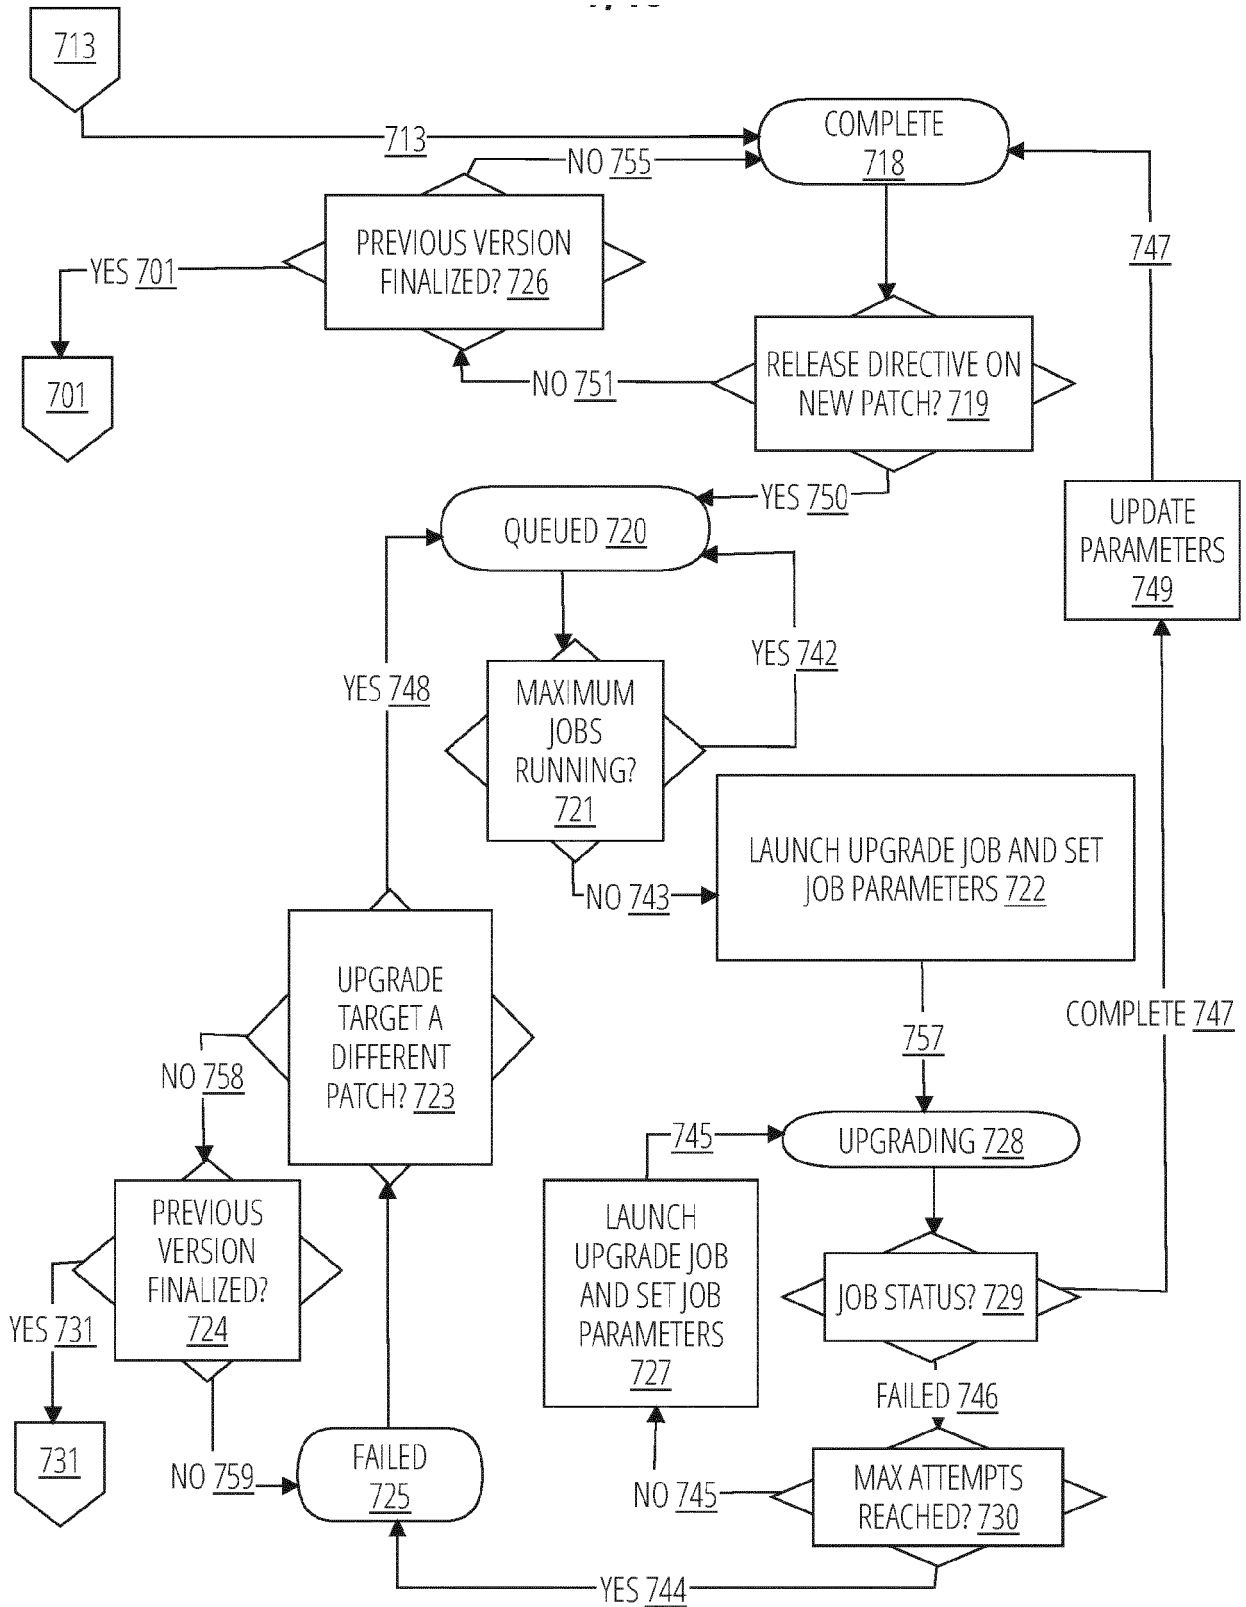 713
713
COMPLETE
718
NO 755
PREVIOUS VERSION
FINALIZED? 726
YES 701
701
747
RELEASE DIRECTIVE ON
NEW PATCH? 719
NO 751
YES 750
QUEUED 720
UPDATE
PARAMETERS
749
YES 742
YES 748
MAXIMUM
JOBS
RUNNING?
721
LAUNCH UPGRADE JOB AND SET
JOB PARAMETERS 722
NO 743
UPGRADE
TARGET A
DIFFERENT
PATCH? 723
COMPLETE 747
757
NO 758
745
UPGRADING 728
PREVIOUS
VERSION
FINALIZED?
724
LAUNCH
UPGRADE JOB
AND SET JOB
PARAMETERS
727
JOB STATUS? 729
YES 731
FAILED 746
731
NO 759
FAILED
725
NO 745
MAX ATTEMPTS
REACHED? 730
YES 744